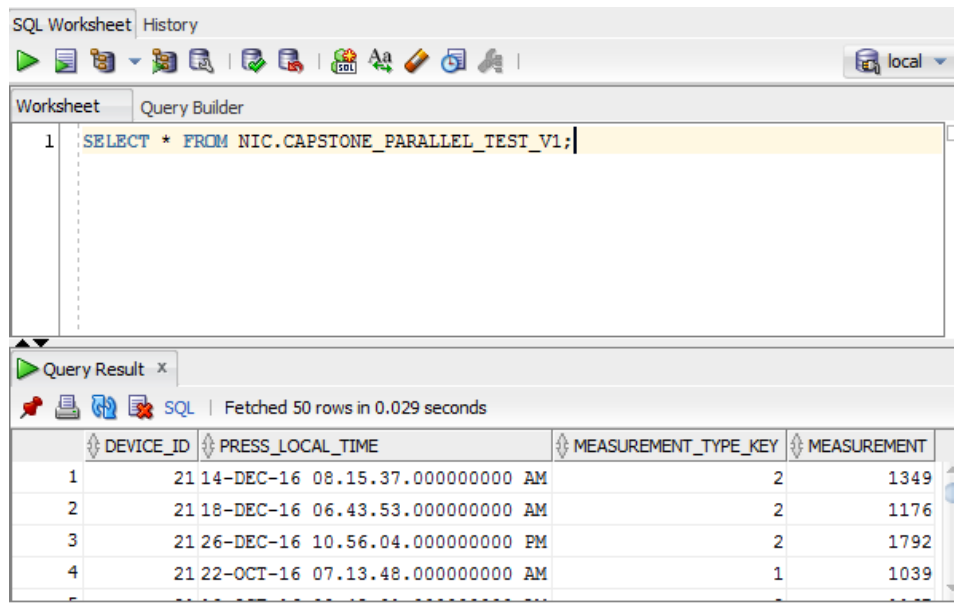 SQL Worksheet History
local
Worksheet Query Builder
1 SELECT * FROM NIC.CAPSTONE_PARALLEL_TEST_V1;
Query Result x
SQL | Fetched 50 rows in 0.029 seconds
DEVICE_ID PRESS_LOCAL_TIME MEASUREMENT_TYPE_KEY MEASUREMENT
1 21 14-DEC-16 08.15.37.000000000 AM 2 1349
2 21 18-DEC-16 06.43.53.000000000 AM 2 1176
3 21 26-DEC-16 10.56.04.000000000 PM 2 1792
4 21 22-OCT-16 07.13.48.000000000 AM 1 1039